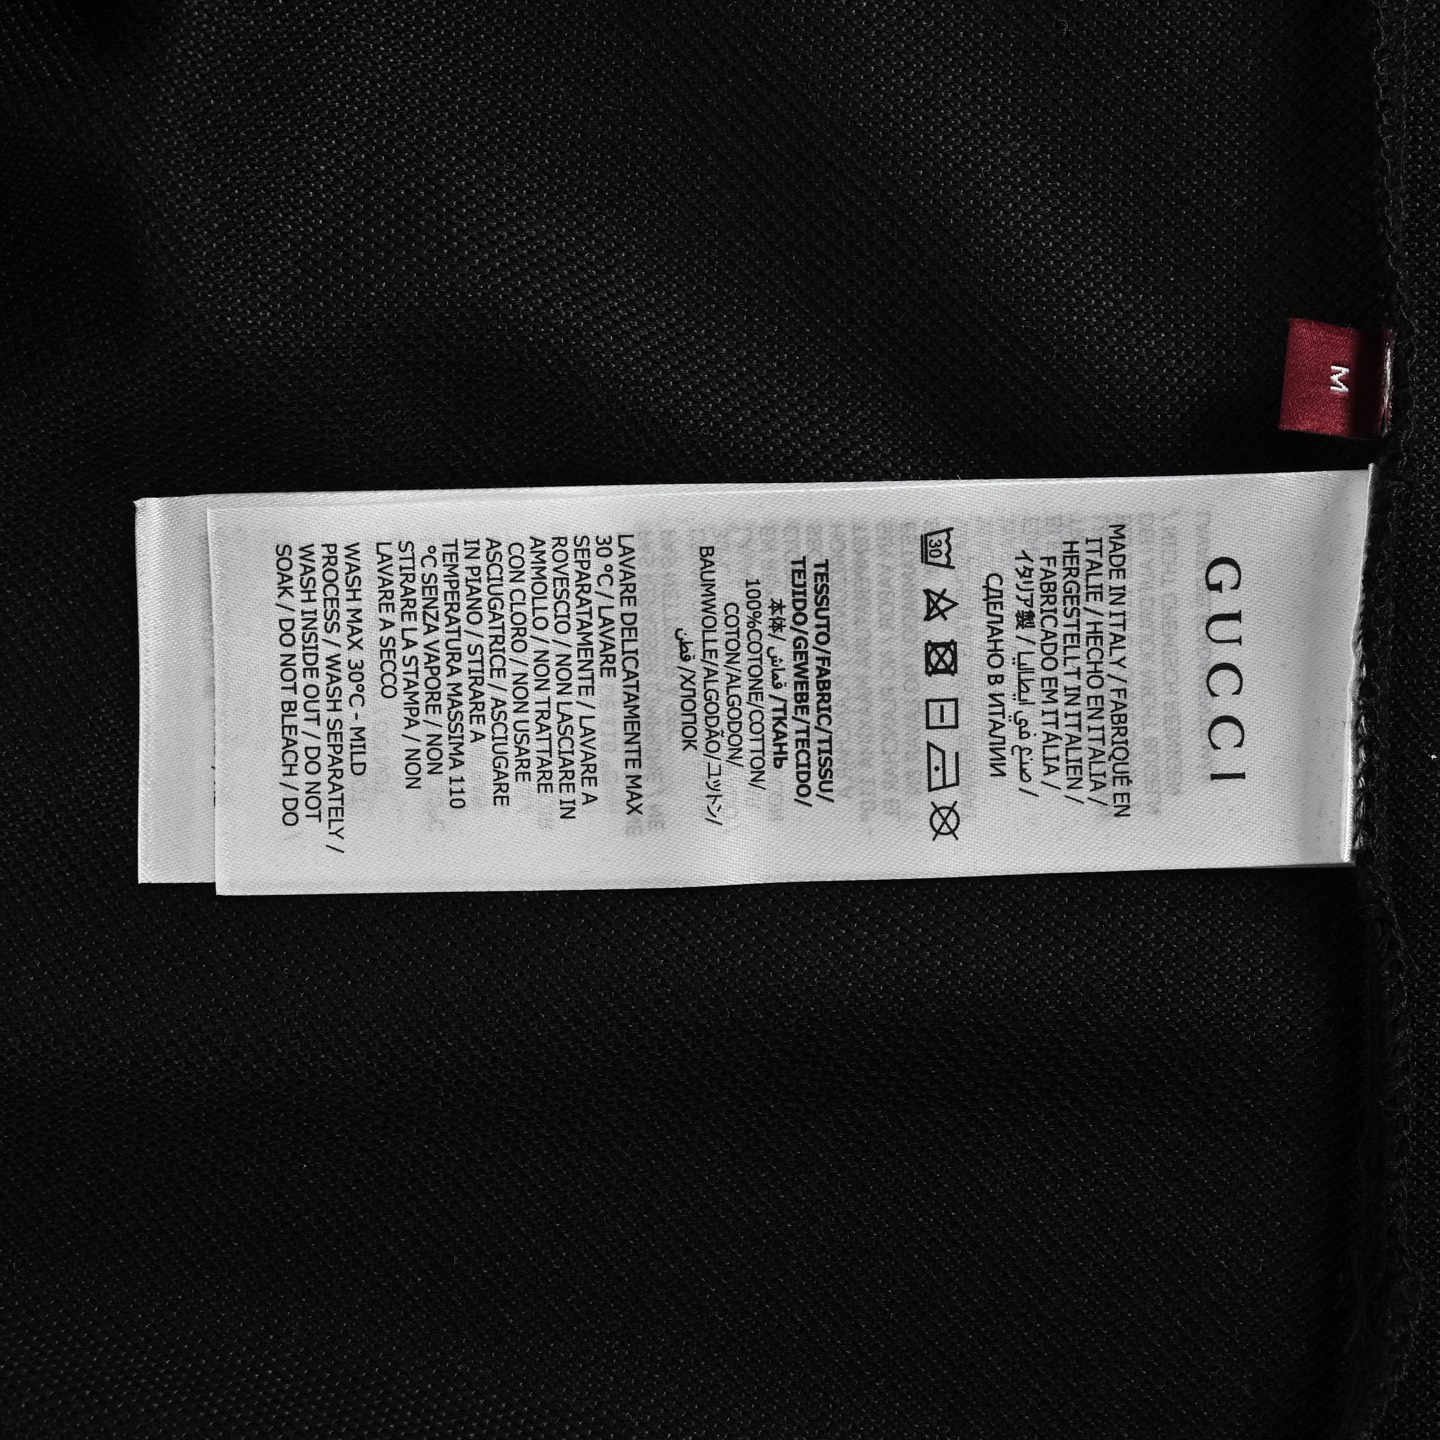 M
GUCCI
MADE IN ITALY / FABRIQUÉ EN
ITALIE / HECHO EN ITALIA /
HERGESTELLT IN ITALIEN /
FABRICADO EM ITÁLIA /
イタリア製 / صنع في إيطاليا /
СДЕЛАНО В ИТАЛИИ
30
TESSUTO/FABRIC/TISSU/
TEJIDO/GEWEBE/TECIDO/
本体/ قماش /ТКАНЬ
100%COTONE/COTTON/
COTON/ALGODON/
BAUMWOLLE/ALGODÃO/コットン/
قطن /ХЛОПОК
LAVARE DELICATAMENTE MAX
30 °C / LAVARE
SEPARATAMENTE / LAVARE A
ROVESCIO / NON LASCIARE IN
AMMOLLO / NON TRATTARE
CON CLORO / NON USARE
ASCIUGATRICE / ASCIUGARE
IN PIANO / STIRARE A
TEMPERATURA MASSIMA 110
°C SENZA VAPORE / NON
STIRARE LA STAMPA / NON
LAVARE A SECCO
WASH MAX 30°C - MILD
PROCESS / WASH SEPARATELY /
WASH INSIDE OUT / DO NOT
SOAK / DO NOT BLEACH / DO